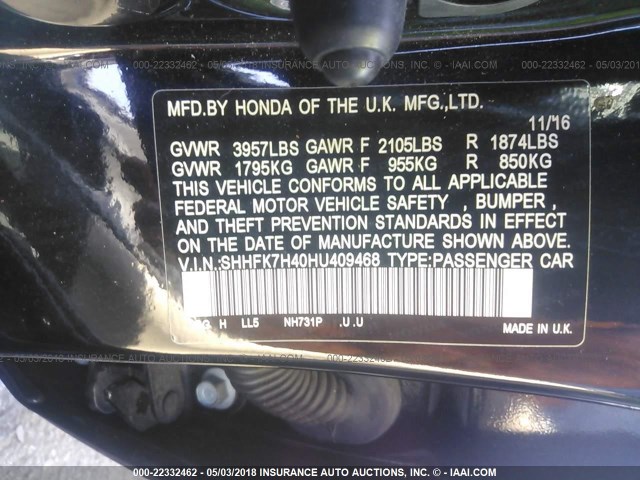 000-22332462 - 05/03/2018 INSURANCE AUTO AUCTIONS, INC. - IAAI.COM
MFD.BY HONDA OF THE U.K. MFG.,LTD.
11/16
GVWR 3957LBS GAWR F 2105LBS R 1874LBS
GVWR 1795KG GAWR F 955KG R 850KG
THIS VEHICLE CONFORMS TO ALL APPLICABLE
FEDERAL MOTOR VEHICLE SAFETY , BUMPER ,
AND THEFT PREVENTION STANDARDS IN EFFECT
ON THE DATE OF MANUFACTURE SHOWN ABOVE.
V.I.N.:SHHFK7H40HU409468 TYPE:PASSENGER CAR
G H LL5 NH731P .U.U
MADE IN U.K.
000-22332462 - 05/03/2018 INSURANCE AUTO AUCTIONS, INC. - IAAI.COM